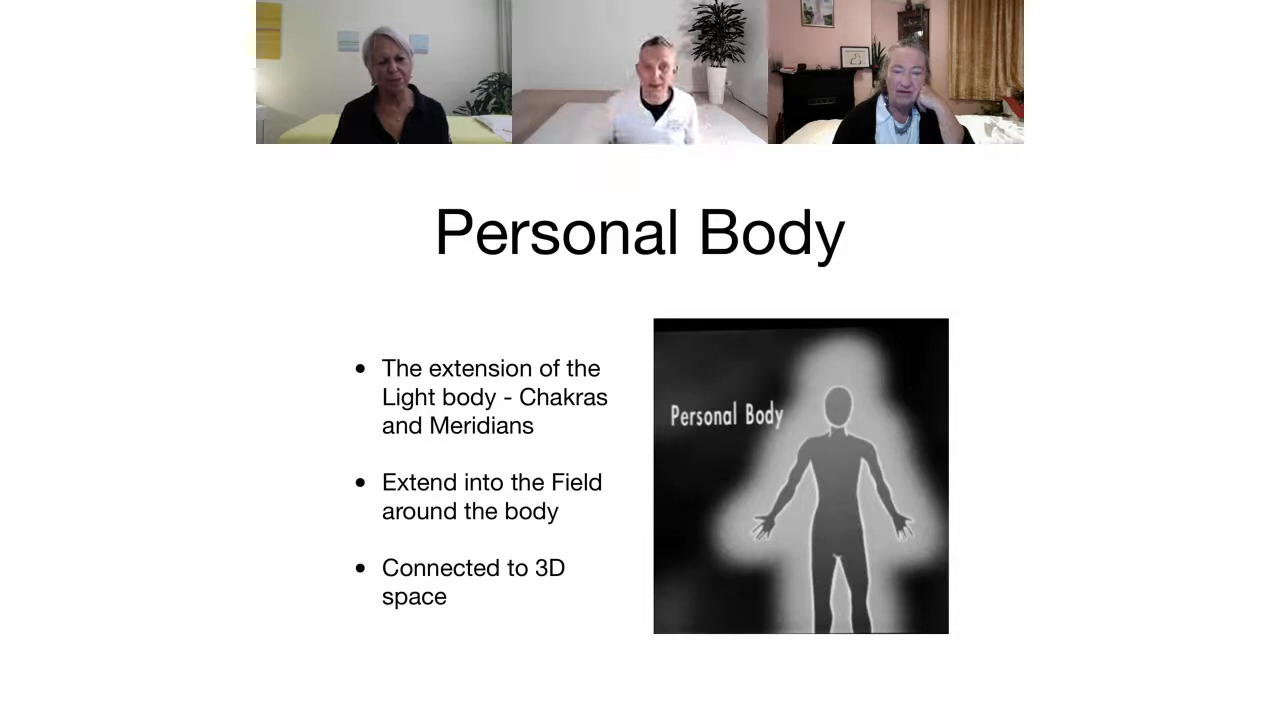 Personal Body
• The extension of the
Light body - Chakras
and Meridians
• Extend into the Field
around the body
• Connected to 3D
space
Personal Body